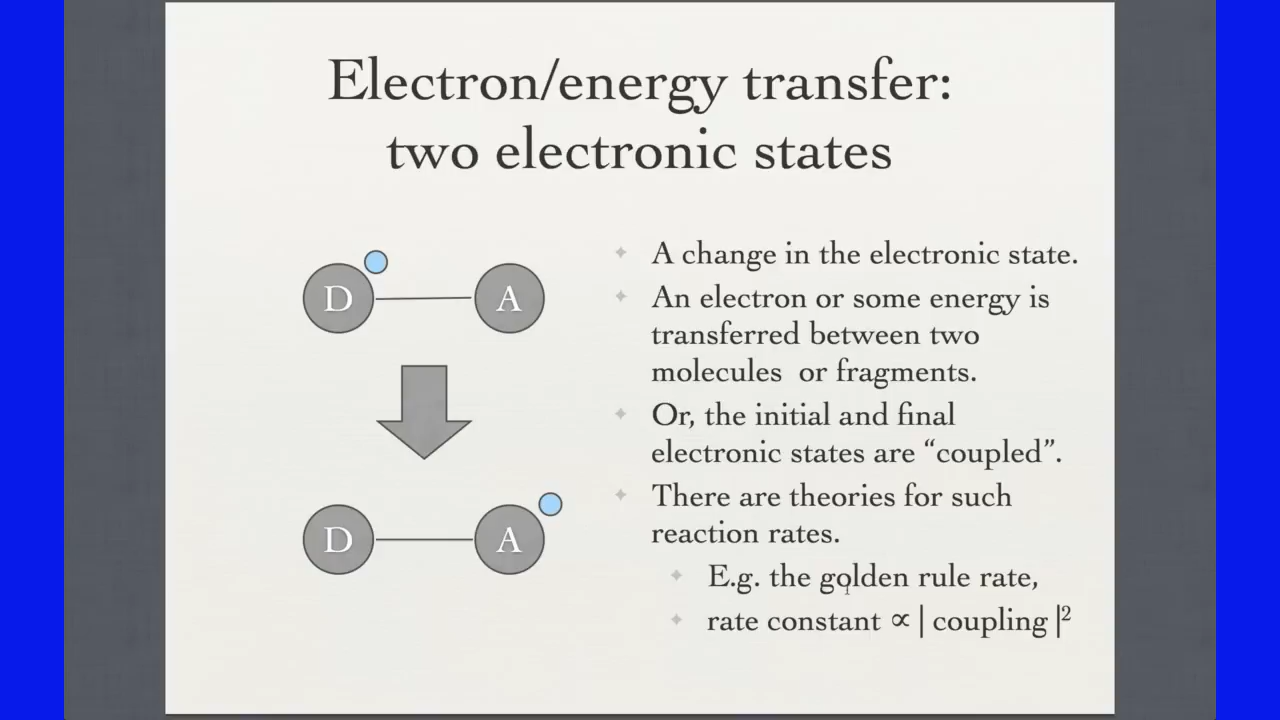 Electron/energy transfer:
two electronic states
D A
D A
A change in the electronic state.
An electron or some energy is
transferred between two
molecules or fragments.
Or, the initial and final
electronic states are “coupled”.
There are theories for such
reaction rates.
E.g. the golden rule rate,
rate constant ∝ | coupling |²